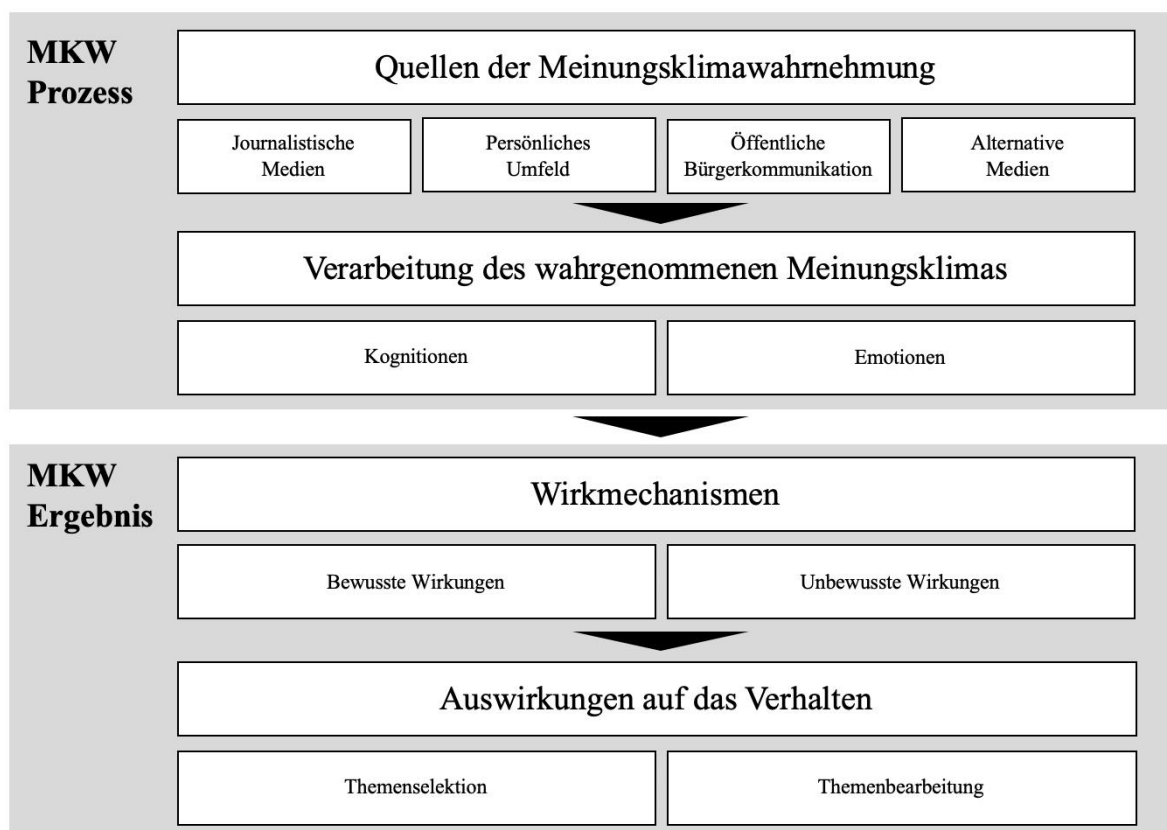 MKW
Prozess
Quellen der Meinungsklimawahrnehmung
Journalistische
Medien
Persönliches
Umfeld
Öffentliche
Bürgerkommunikation
Alternative
Medien
Verarbeitung des wahrgenommenen Meinungsklimas
Kognitionen
Emotionen
MKW
Ergebnis
Wirkmechanismen
Bewusste Wirkungen
Unbewusste Wirkungen
Auswirkungen auf das Verhalten
Themenselektion
Themenbearbeitung